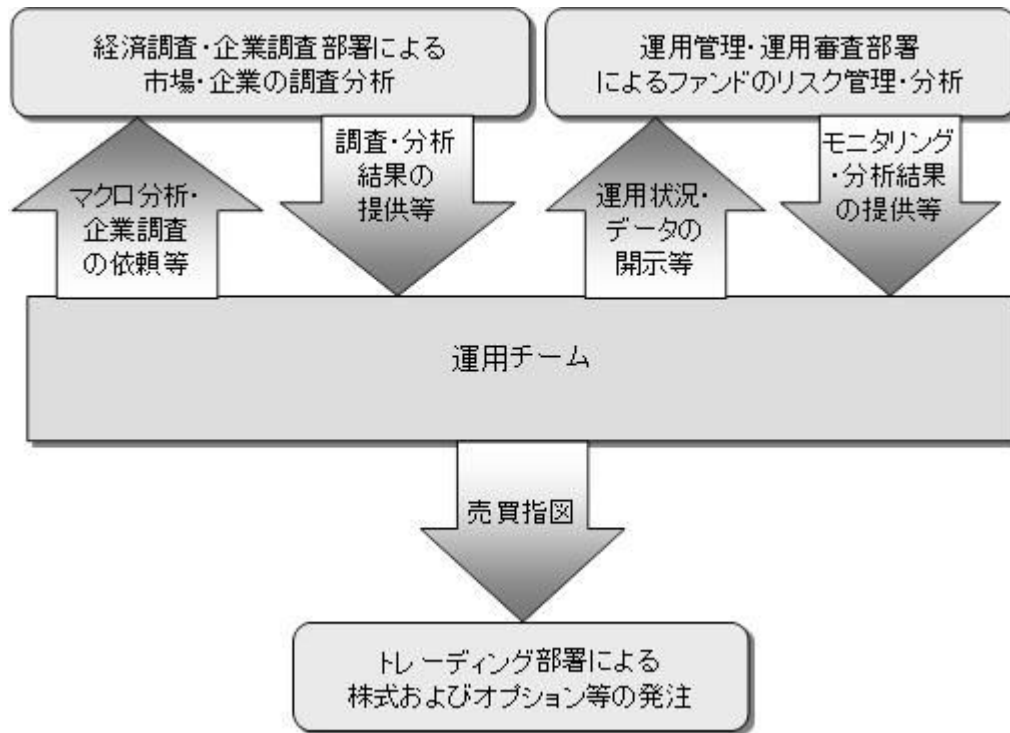 経済調査・企業調査部署による
市場・企業の調査分析
運用管理・運用審査部署
によるファンドのリスク管理・分析
マクロ分析・
企業調査
の依頼等
調査・分析
結果の
提供等
運用状況・
データの
開示等
モニタリング
・分析結果
の提供等
運用チーム
売買指図
トレーディング部署による
株式およびオプション等の発注